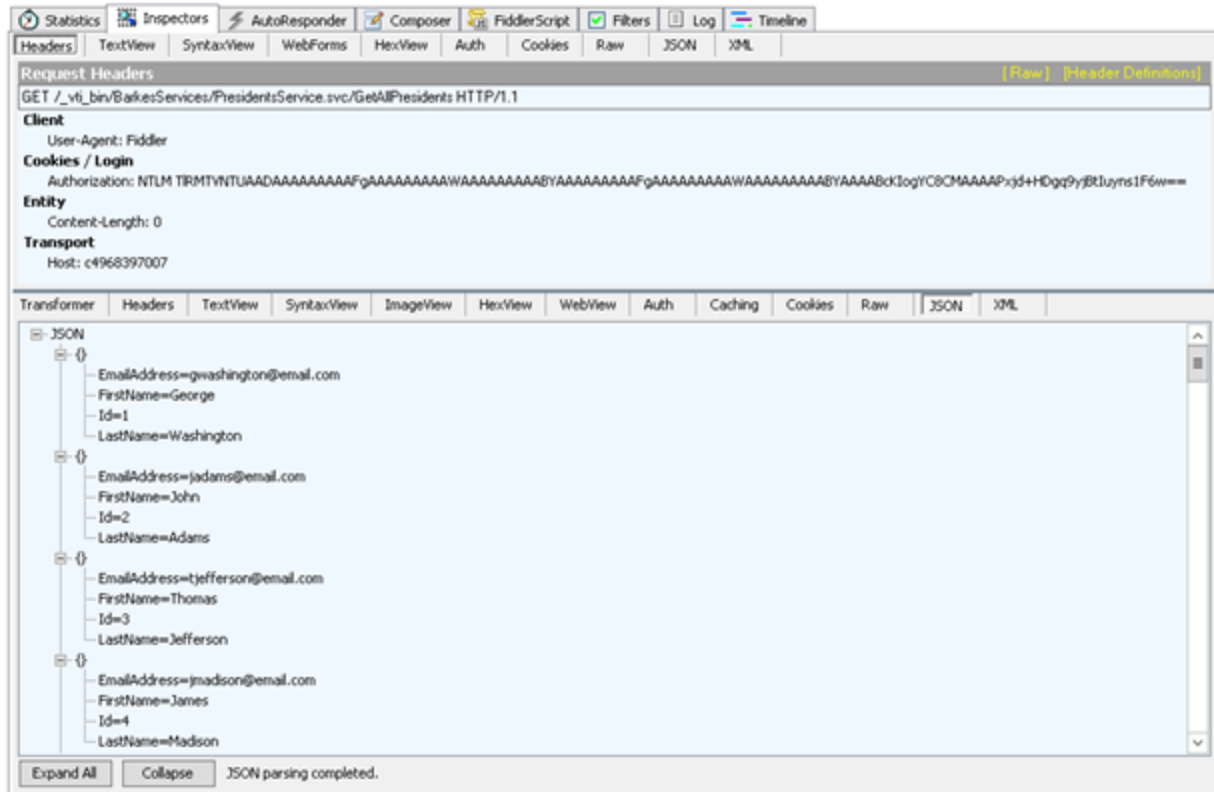 Statistics Inspectors AutoResponder Composer FiddlerScript Filters Log Timeline
Headers TextView SyntaxView WebForms HexView Auth Cookies Raw JSON XML
Request Headers [Raw] [Header Definitions]
GET /_vti_bin/BarkesServices/PresidentsService.svc/GetAllPresidents HTTP/1.1
Client
User-Agent: Fiddler
Cookies / Login
Authorization: NTLM
Entity
Content-Length: 0
Transport
Host: c4968397007
Transformer Headers TextView SyntaxView ImageView HexView WebView Auth Caching Cookies Raw JSON XML
JSON
{}
EmailAddress=gwashington@email.com
FirstName=George
Id=1
LastName=Washington
{}
EmailAddress=jadams@email.com
FirstName=John
Id=2
LastName=Adams
{}
EmailAddress=tjefferson@email.com
FirstName=Thomas
Id=3
LastName=Jefferson
{}
EmailAddress=jmadison@email.com
FirstName=James
Id=4
LastName=Madison
Expand All Collapse JSON parsing completed.